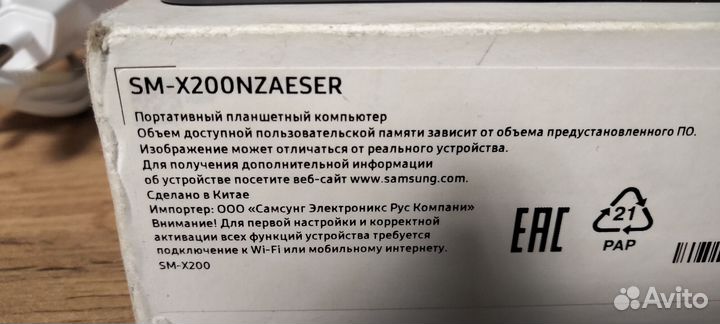 SM-X200NZAESER
Портативный планшетный компьютер
Объем доступной пользовательской памяти зависит от объема предустановленного ПО.
Изображение может отличаться от реального устройства.
Для получения дополнительной информации
об устройстве посетите веб-сайт www.samsung.com.
Сделано в Китае
Импортер: ООО «Самсунг Электроникс Рус Компани»
Внимание! Для первой настройки и корректной
активации всех функций устройства требуется
подключение к Wi-Fi или мобильному интернету.
SM-X200
EAC
21
PAP
Avito